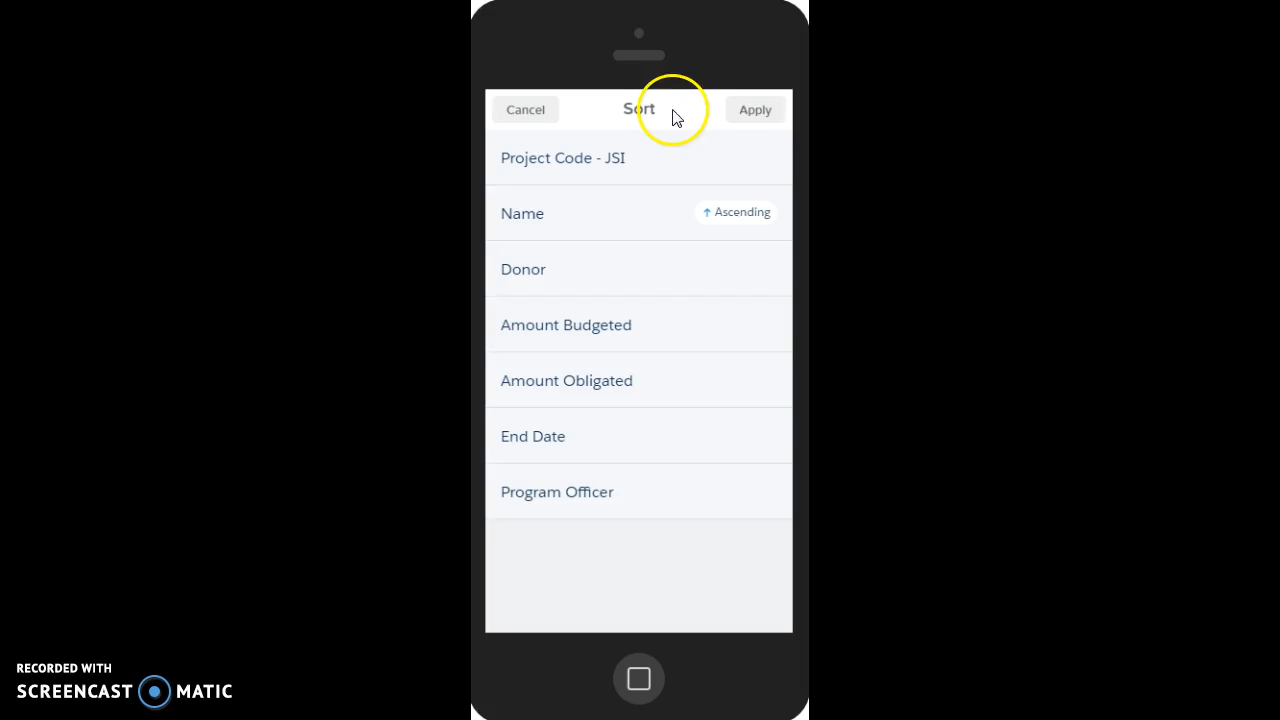 Cancel Sort Apply
Project Code - JSI
Name ↑ Ascending
Donor
Amount Budgeted
Amount Obligated
End Date
Program Officer
RECORDED WITH
SCREENCAST MATIC